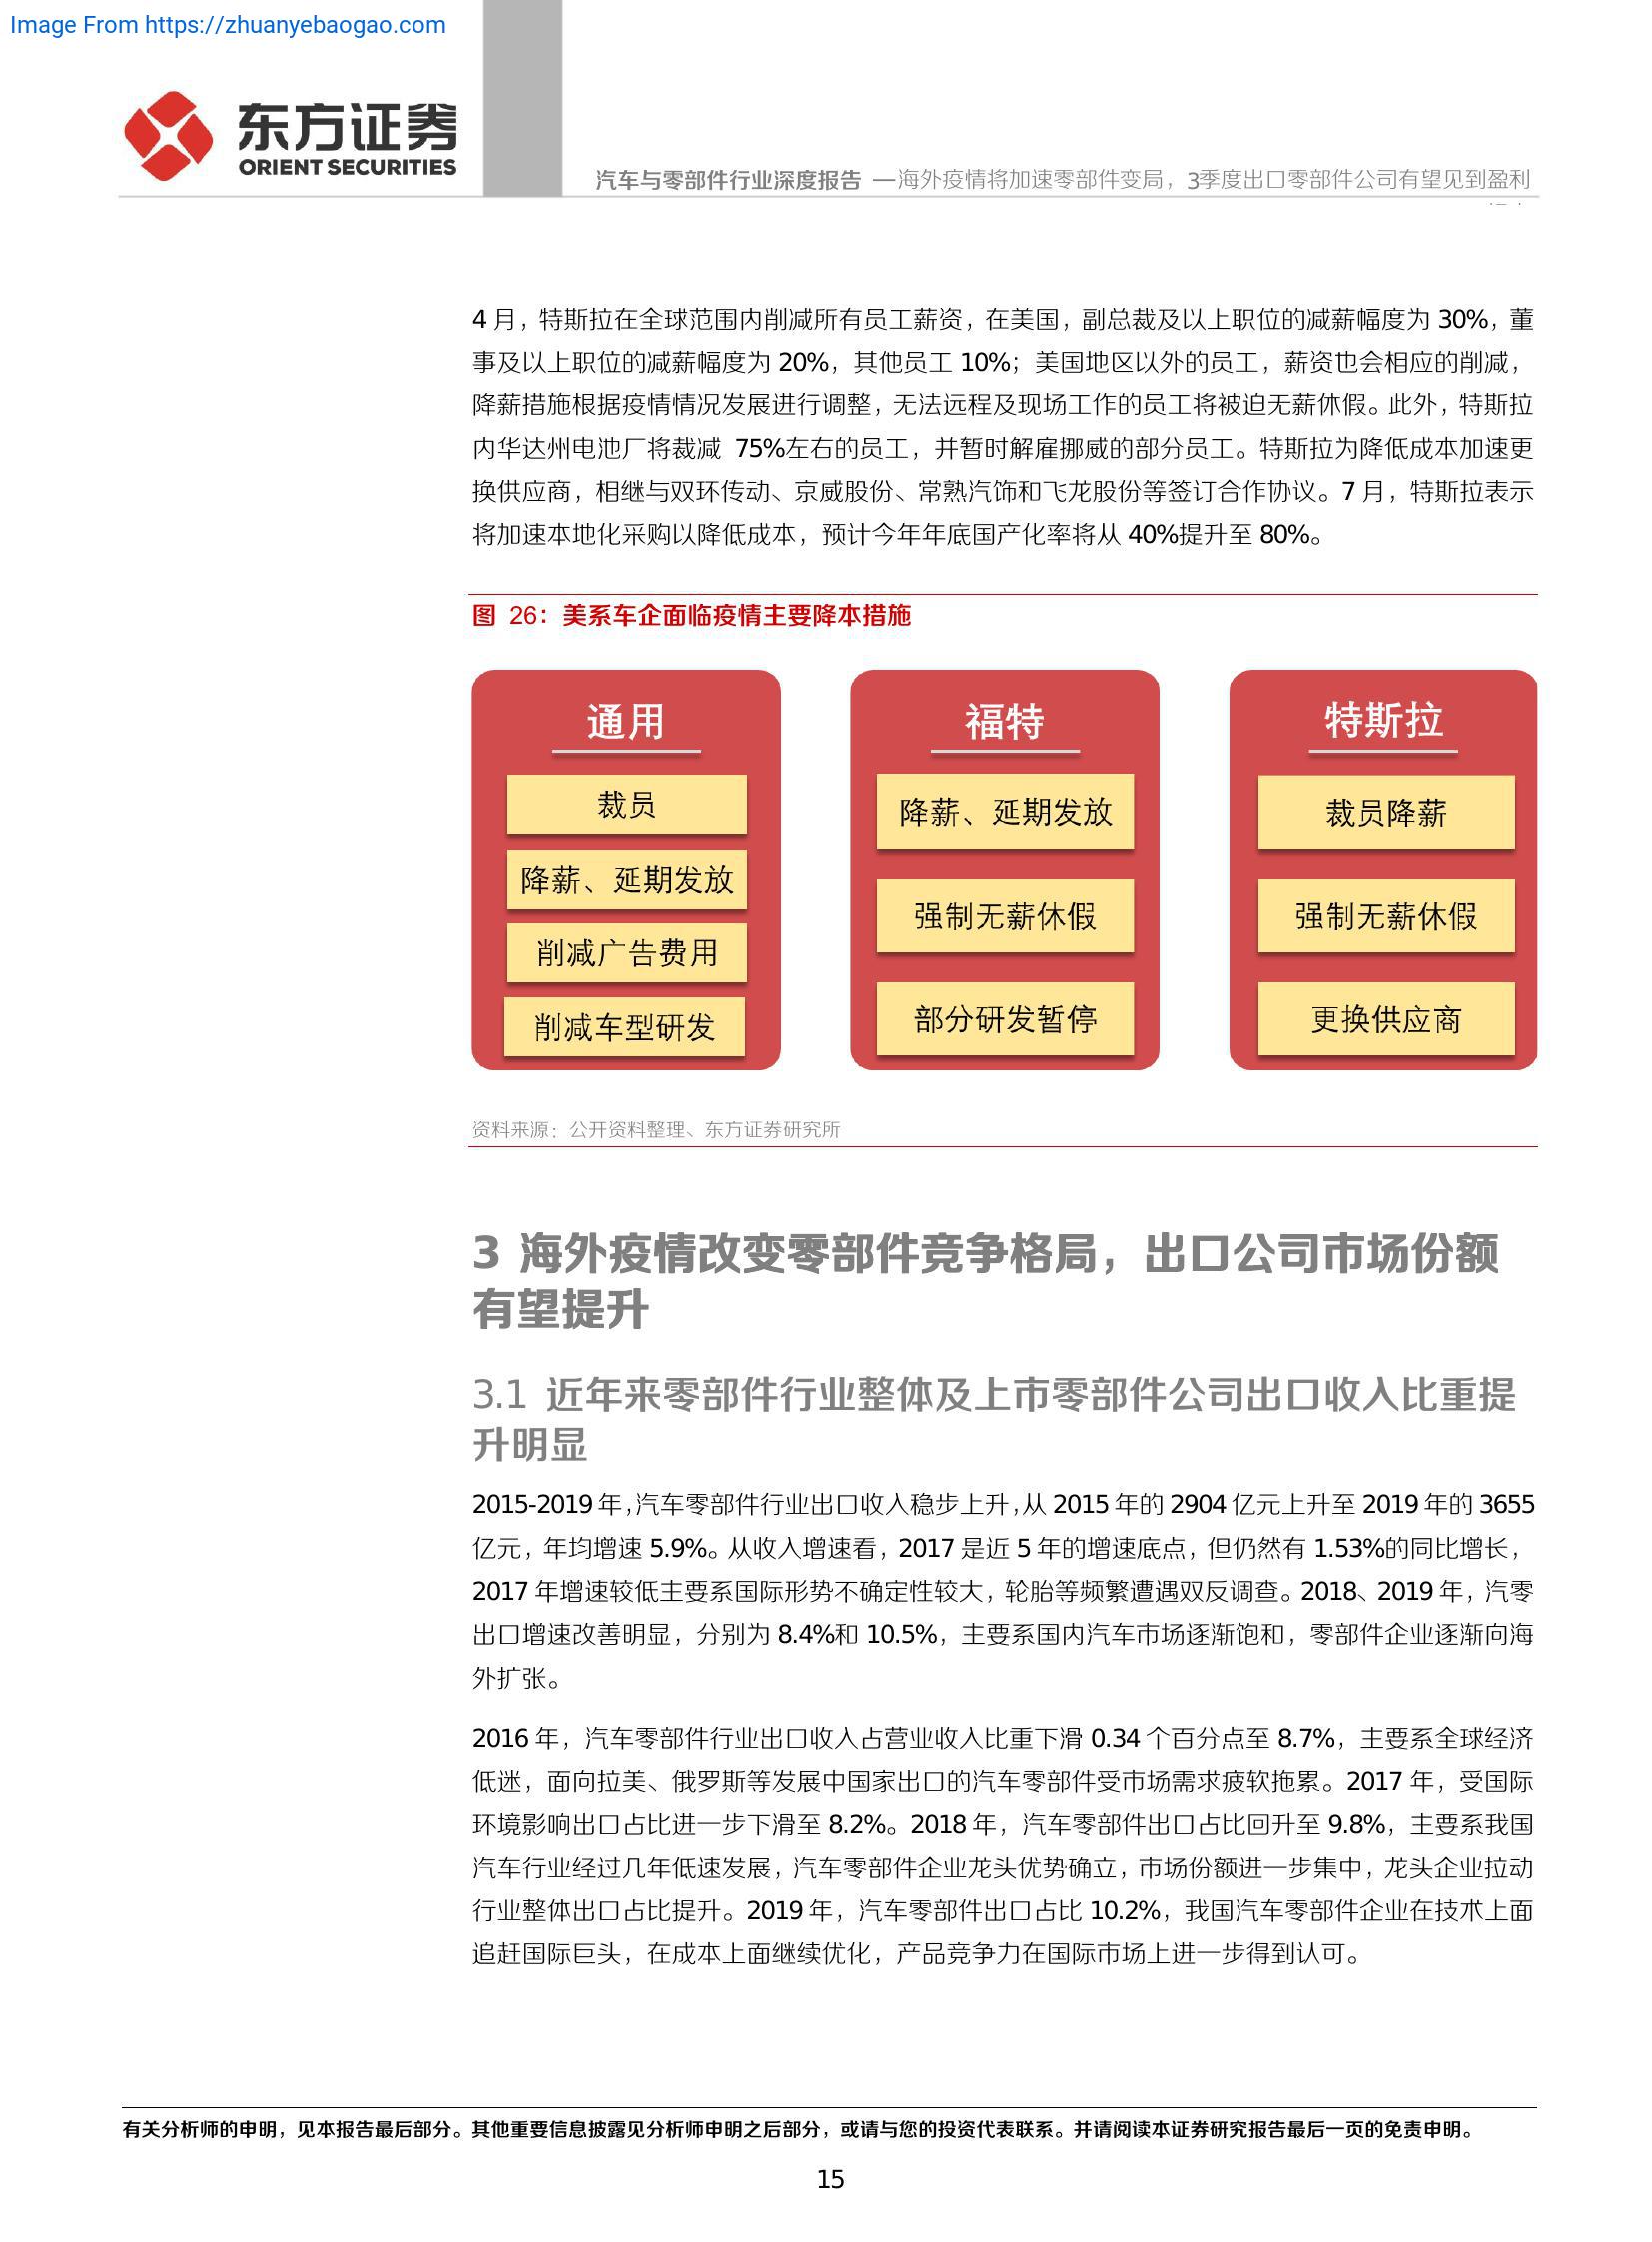 Image From https://zhuanyebaogao.com
东方证券
ORIENT SECURITIES
汽车与零部件行业深度报告 —海外疫情将加速零部件变局，3季度出口零部件公司有望见到盈利
4 月，特斯拉在全球范围内削减所有员工薪资，在美国，副总裁及以上职位的减薪幅度为 30%，董
事及以上职位的减薪幅度为 20%，其他员工 10%；美国地区以外的员工，薪资也会相应的削减，
降薪措施根据疫情情况发展进行调整，无法远程及现场工作的员工将被迫无薪休假。此外，特斯拉
内华达州电池厂将裁减 75%左右的员工，并暂时解雇挪威的部分员工。特斯拉为降低成本加速更
换供应商，相继与双环传动、京威股份、常熟汽饰和飞龙股份等签订合作协议。7 月，特斯拉表示
将加速本地化采购以降低成本，预计今年年底国产化率将从 40%提升至 80%。
图 26：美系车企面临疫情主要降本措施
通用
裁员
降薪、延期发放
削减广告费用
削减车型研发
福特
降薪、延期发放
强制无薪休假
部分研发暂停
特斯拉
裁员降薪
强制无薪休假
更换供应商
资料来源：公开资料整理、东方证券研究所
3 海外疫情改变零部件竞争格局，出口公司市场份额
有望提升
3.1 近年来零部件行业整体及上市零部件公司出口收入比重提
升明显
2015-2019 年，汽车零部件行业出口收入稳步上升，从 2015 年的 2904 亿元上升至 2019 年的 3655
亿元，年均增速 5.9%。从收入增速看，2017 是近 5 年的增速底点，但仍然有 1.53%的同比增长，
2017 年增速较低主要系国际形势不确定性较大，轮胎等频繁遭遇双反调查。2018、2019 年，汽零
出口增速改善明显，分别为 8.4%和 10.5%，主要系国内汽车市场逐渐饱和，零部件企业逐渐向海
外扩张。
2016 年，汽车零部件行业出口收入占营业收入比重下滑 0.34 个百分点至 8.7%，主要系全球经济
低迷，面向拉美、俄罗斯等发展中国家出口的汽车零部件受市场需求疲软拖累。2017 年，受国际
环境影响出口占比进一步下滑至 8.2%。2018 年，汽车零部件出口占比回升至 9.8%，主要系我国
汽车行业经过几年低速发展，汽车零部件企业龙头优势确立，市场份额进一步集中，龙头企业拉动
行业整体出口占比提升。2019 年，汽车零部件出口占比 10.2%，我国汽车零部件企业在技术上面
追赶国际巨头，在成本上面继续优化，产品竞争力在国际市场上进一步得到认可。
有关分析师的申明，见本报告最后部分。其他重要信息披露见分析师申明之后部分，或请与您的投资代表联系。并请阅读本证券研究报告最后一页的免责申明。
15